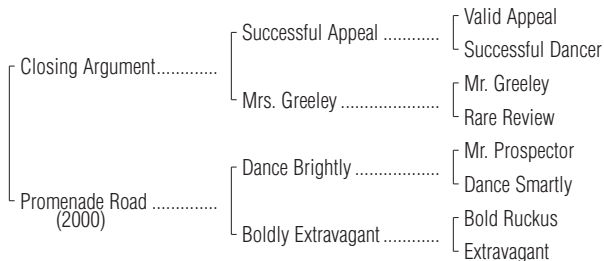 Valid Appeal
Successful Appeal ............
Successful Dancer
Closing Argument.............
Mr. Greeley
Mrs. Greeley ....................
Rare Review
Mr. Prospector
Dance Brightly .................
Dance Smartly
Promenade Road .............
(2000)
Bold Ruckus
Boldly Extravagant ............
Extravagant